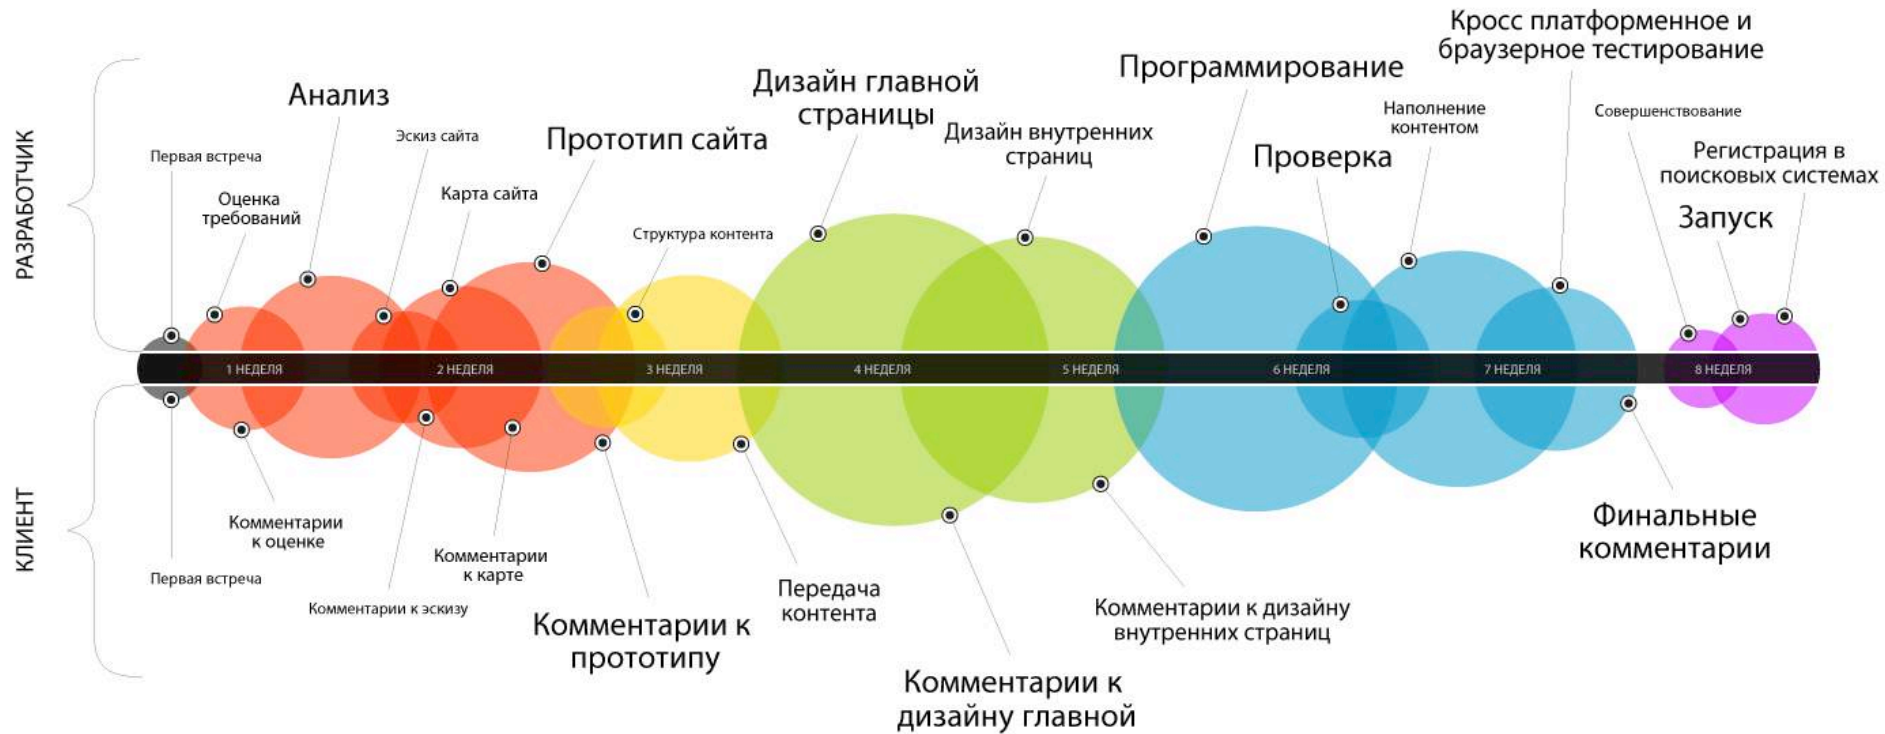 РАЗРАБОТЧИК
Первая встреча
Оценка
требований
Анализ
Эскиз сайта
Карта сайта
Прототип сайта
Структура контента
Дизайн главной
страницы
Дизайн внутренних
страниц
Программирование
Проверка
Наполнение
контентом
Кросс платформенное и
браузерное тестирование
Совершенствование
Запуск
Регистрация в
поисковых системах
1 НЕДЕЛЯ
2 НЕДЕЛЯ
3 НЕДЕЛЯ
4 НЕДЕЛЯ
5 НЕДЕЛЯ
6 НЕДЕЛЯ
7 НЕДЕЛЯ
8 НЕДЕЛЯ
КЛИЕНТ
Первая встреча
Комментарии
к оценке
Комментарии к эскизу
Комментарии
к карте
Комментарии к
прототипу
Передача
контента
Комментарии к
дизайну главной
Комментарии к дизайну
внутренних страниц
Финальные
комментарии